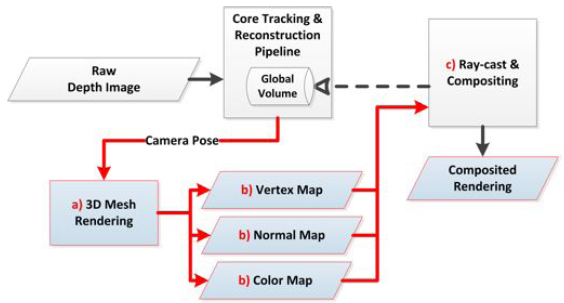 Core Tracking &
Reconstruction
Pipeline
Raw
Depth Image
Global
Volume
c) Ray-cast &
Compositing
Camera Pose
a) 3D Mesh
Rendering
b) Vertex Map
b) Normal Map
b) Color Map
Composited
Rendering